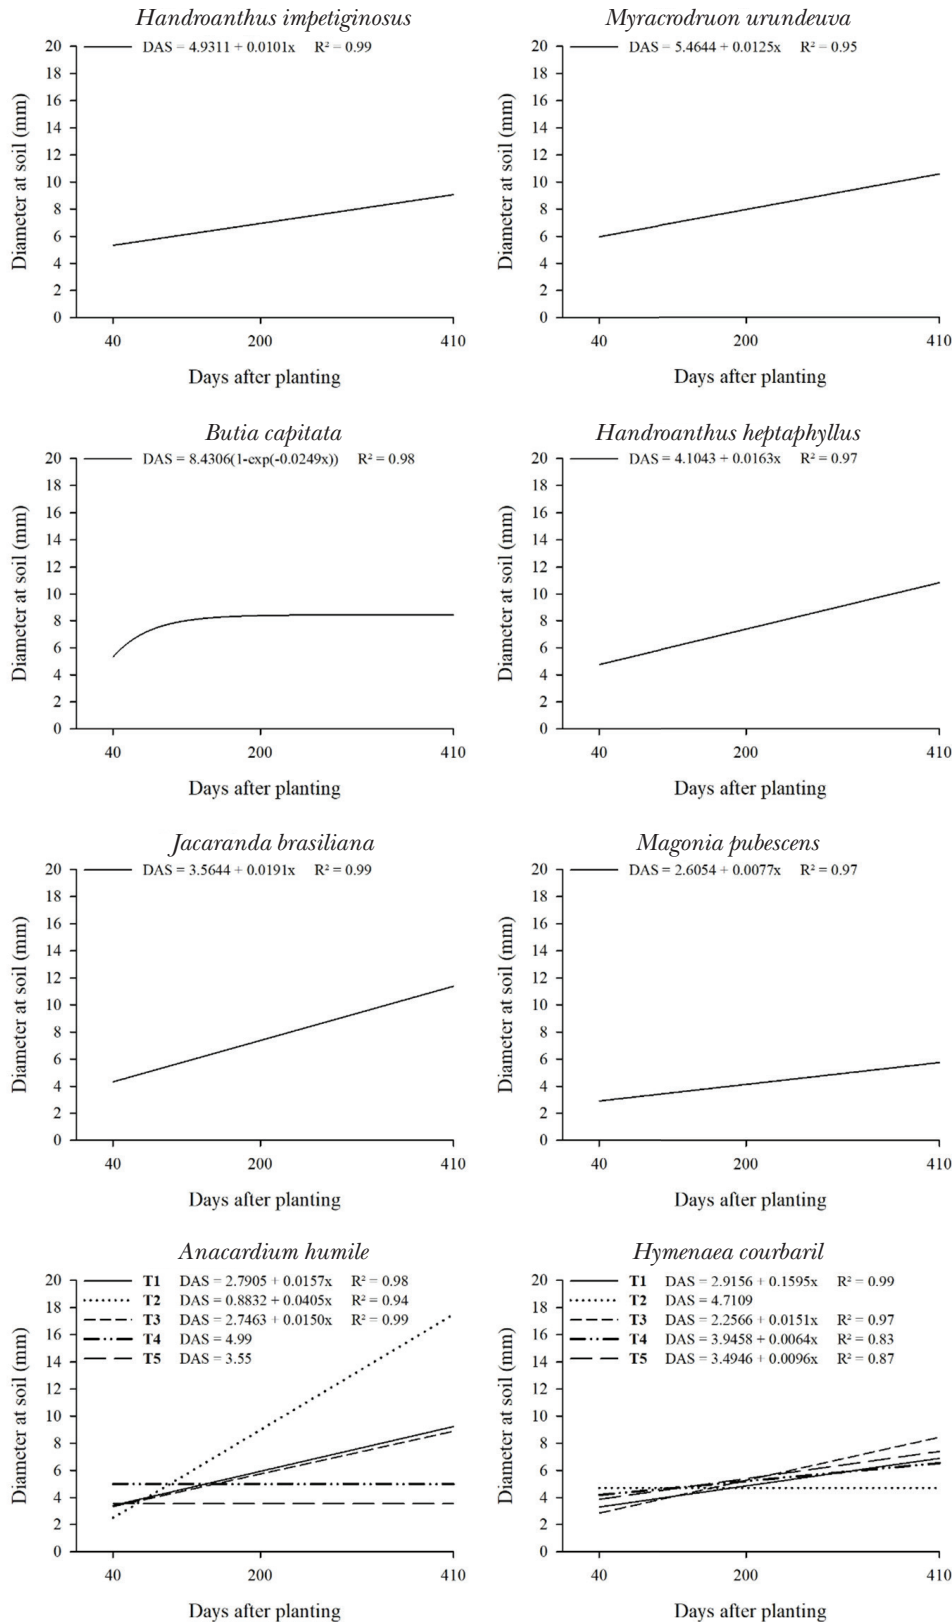 Handroanthus impetiginosus
DAS = 4.9311 + 0.0101x R² = 0.99
20
18
16
14
12
10
8
6
4
2
0
Diameter at soil (mm)
40 200 410
Days after planting
Myracrodruon urundeuva
DAS = 5.4644 + 0.0125x R² = 0.95
20
18
16
14
12
10
8
6
4
2
0
Diameter at soil (mm)
40 200 410
Days after planting
Butia capitata
DAS = 8.4306(1-exp(-0.0249x)) R² = 0.98
20
18
16
14
12
10
8
6
4
2
0
Diameter at soil (mm)
40 200 410
Days after planting
Handroanthus heptaphyllus
DAS = 4.1043 + 0.0163x R² = 0.97
20
18
16
14
12
10
8
6
4
2
0
Diameter at soil (mm)
40 200 410
Days after planting
Jacaranda brasiliana
DAS = 3.5644 + 0.0191x R² = 0.99
20
18
16
14
12
10
8
6
4
2
0
Diameter at soil (mm)
40 200 410
Days after planting
Magonia pubescens
DAS = 2.6054 + 0.0077x R² = 0.97
20
18
16
14
12
10
8
6
4
2
0
Diameter at soil (mm)
40 200 410
Days after planting
Anacardium humile
T1 DAS = 2.7905 + 0.0157x R² = 0.98
T2 DAS = 0.8832 + 0.0405x R² = 0.94
T3 DAS = 2.7463 + 0.0150x R² = 0.99
T4 DAS = 4.99
T5 DAS = 3.55
20
18
16
14
12
10
8
6
4
2
0
Diameter at soil (mm)
40 200 410
Days after planting
Hymenaea courbaril
T1 DAS = 2.9156 + 0.1595x R² = 0.99
T2 DAS = 4.7109
T3 DAS = 2.2566 + 0.0151x R² = 0.97
T4 DAS = 3.9458 + 0.0064x R² = 0.83
T5 DAS = 3.4946 + 0.0096x R² = 0.87
20
18
16
14
12
10
8
6
4
2
0
Diameter at soil (mm)
40 200 410
Days after planting